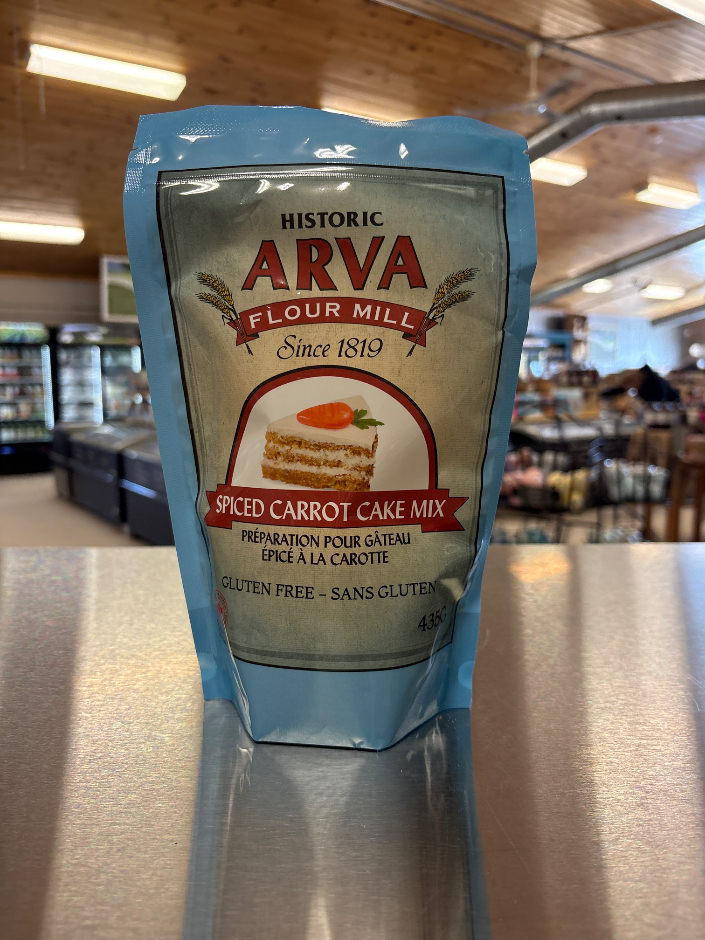 HISTORIC
ARVA
FLOUR MILL
Since 1819
SPICED CARROT CAKE MIX
PRÉPARATION POUR GÂTEAU
ÉPICÉ À LA CAROTTE
GLUTEN FREE – SANS GLUTEN
435G